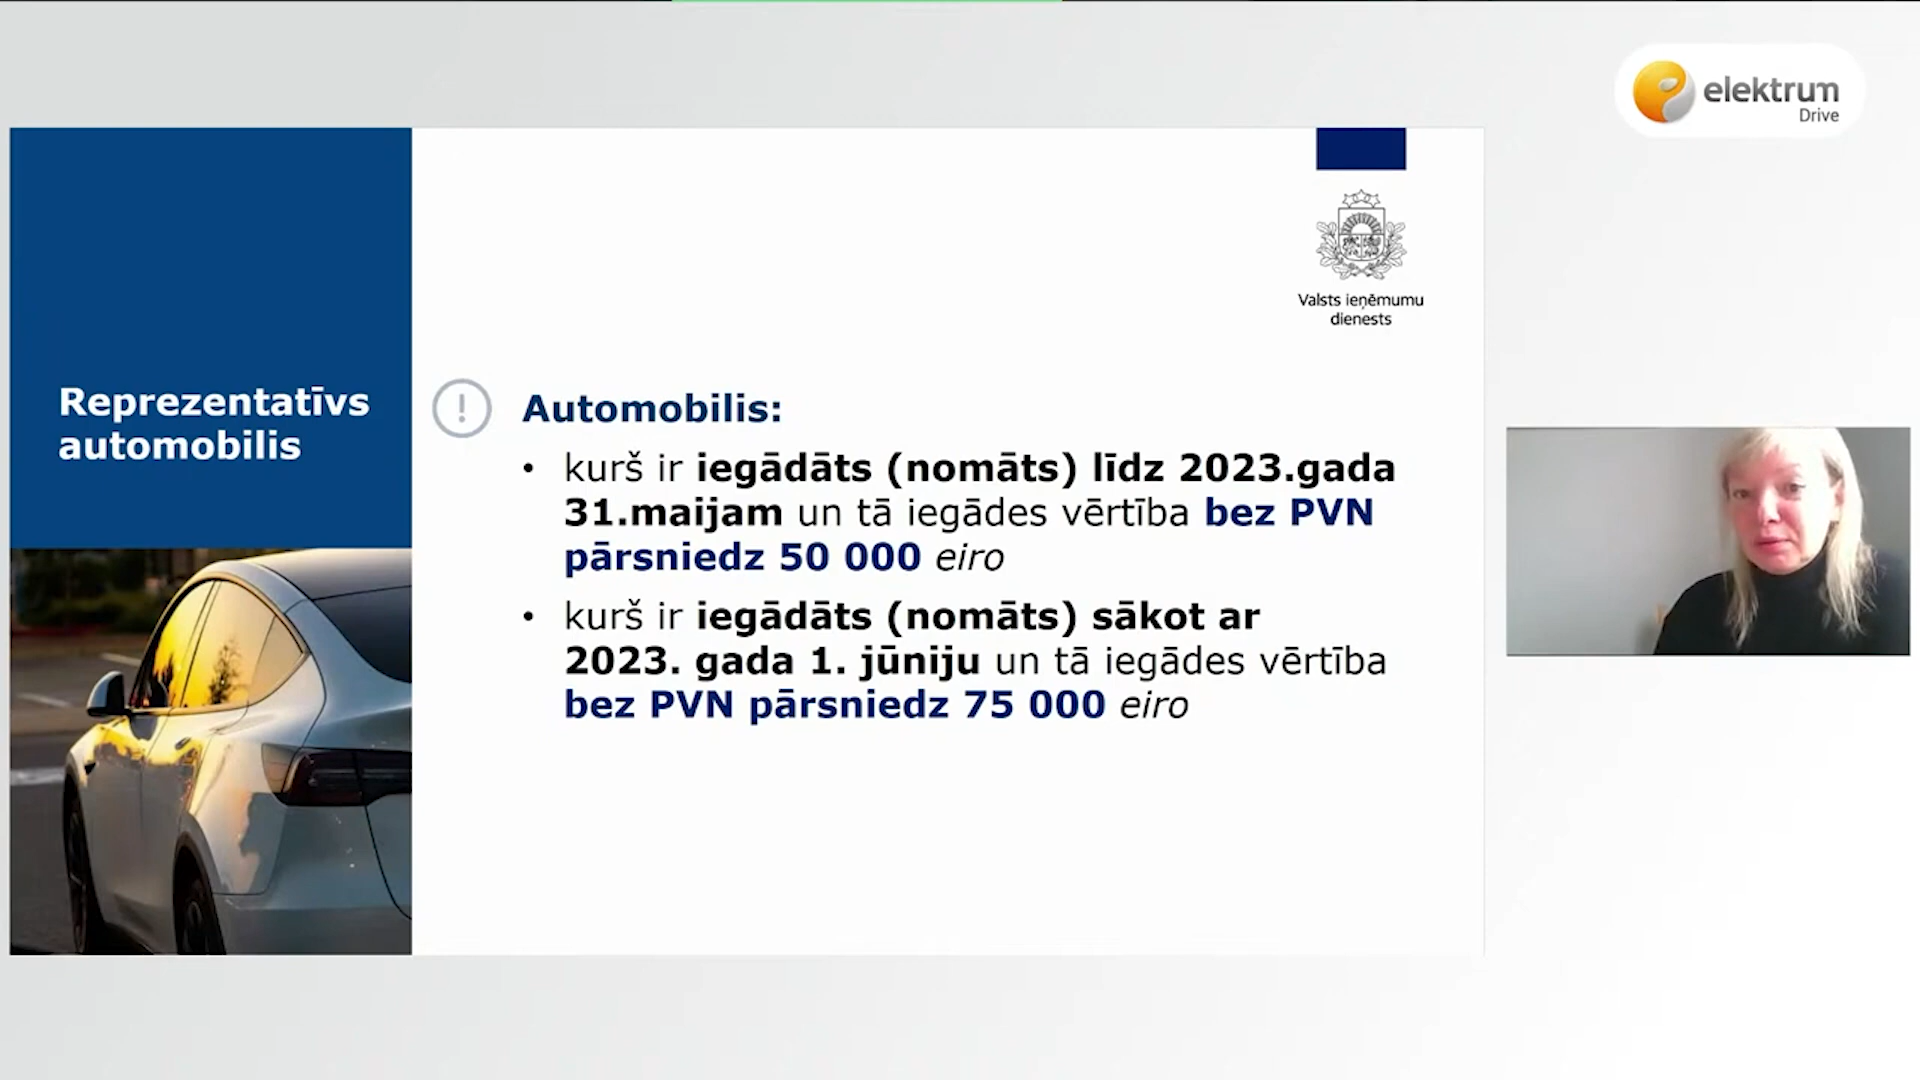 elektrum
Drive
Valsts ieņēmumu
dienests
Reprezentatīvs
automobilis
! Automobilis:
• kurš ir iegādāts (nomāts) līdz 2023.gada
31.maijam un tā iegādes vērtība bez PVN
pārsniedz 50 000 eiro
• kurš ir iegādāts (nomāts) sākot ar
2023. gada 1. jūniju un tā iegādes vērtība
bez PVN pārsniedz 75 000 eiro